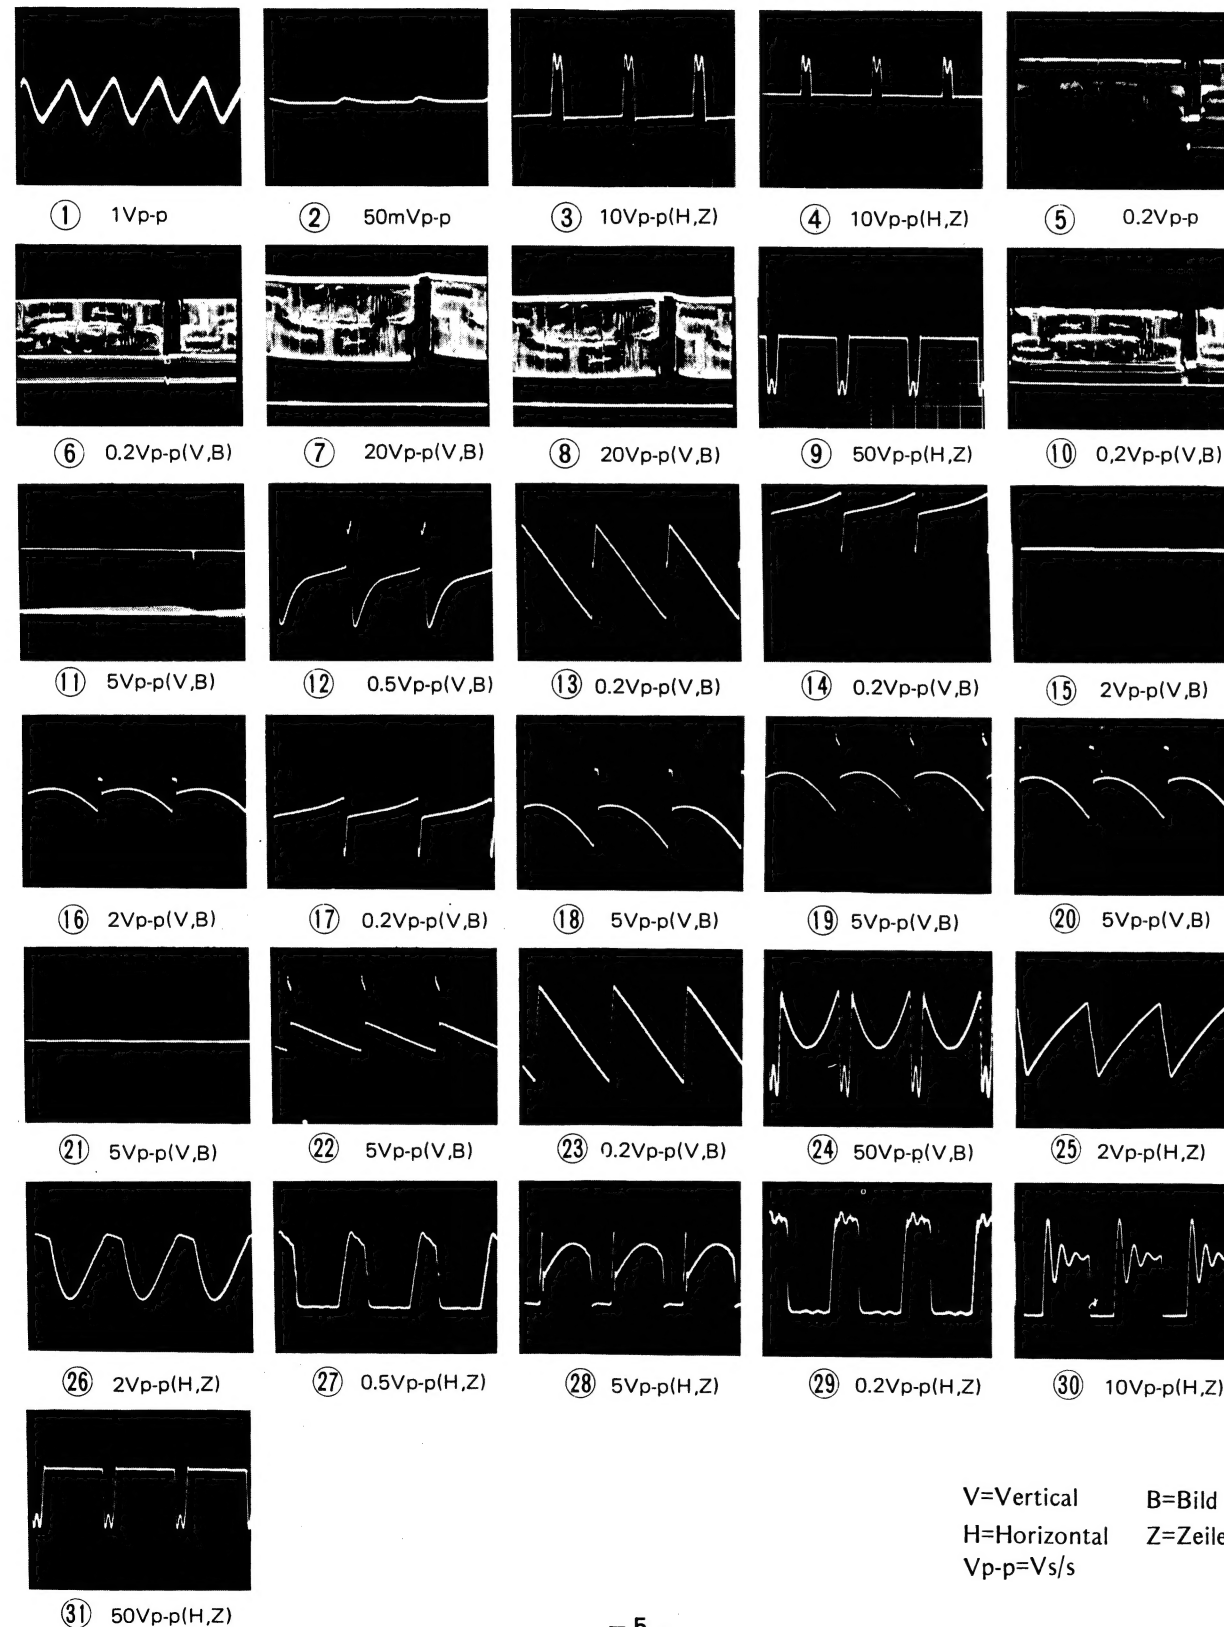 ① 1Vp-p ② 50mVp-p ③ 10Vp-p(H,Z) ④ 10Vp-p(H,Z) ⑤ 0.2Vp-p
⑥ 0.2Vp-p(V,B) ⑦ 20Vp-p(V,B) ⑧ 20Vp-p(V,B) ⑨ 50Vp-p(H,Z) ⑩ 0,2Vp-p(V,B)
⑪ 5Vp-p(V,B) ⑫ 0.5Vp-p(V,B) ⑬ 0.2Vp-p(V,B) ⑭ 0.2Vp-p(V,B) ⑮ 2Vp-p(V,B)
⑯ 2Vp-p(V,B) ⑰ 0.2Vp-p(V,B) ⑱ 5Vp-p(V,B) ⑲ 5Vp-p(V,B) ⑳ 5Vp-p(V,B)
㉑ 5Vp-p(V,B) ㉒ 5Vp-p(V,B) ㉓ 0.2Vp-p(V,B) ㉔ 50Vp-p(V,B) ㉕ 2Vp-p(H,Z)
㉖ 2Vp-p(H,Z) ㉗ 0.5Vp-p(H,Z) ㉘ 5Vp-p(H,Z) ㉙ 0.2Vp-p(H,Z) ㉚ 10Vp-p(H,Z)
㉛ 50Vp-p(H,Z)
V=Vertical B=Bild
H=Horizontal Z=Zeile
Vp-p=Vs/s